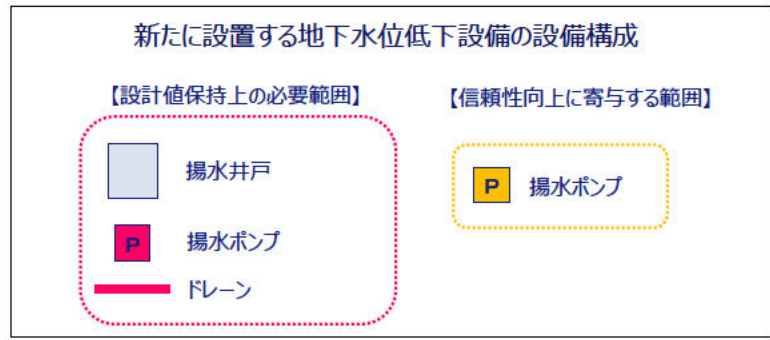 新たに設置する地下水位低下設備の設備構成
【設計値保持上の必要範囲】
【信頼性向上に寄与する範囲】
揚水井戸
P 揚水ポンプ
ドレーン
P 揚水ポンプ